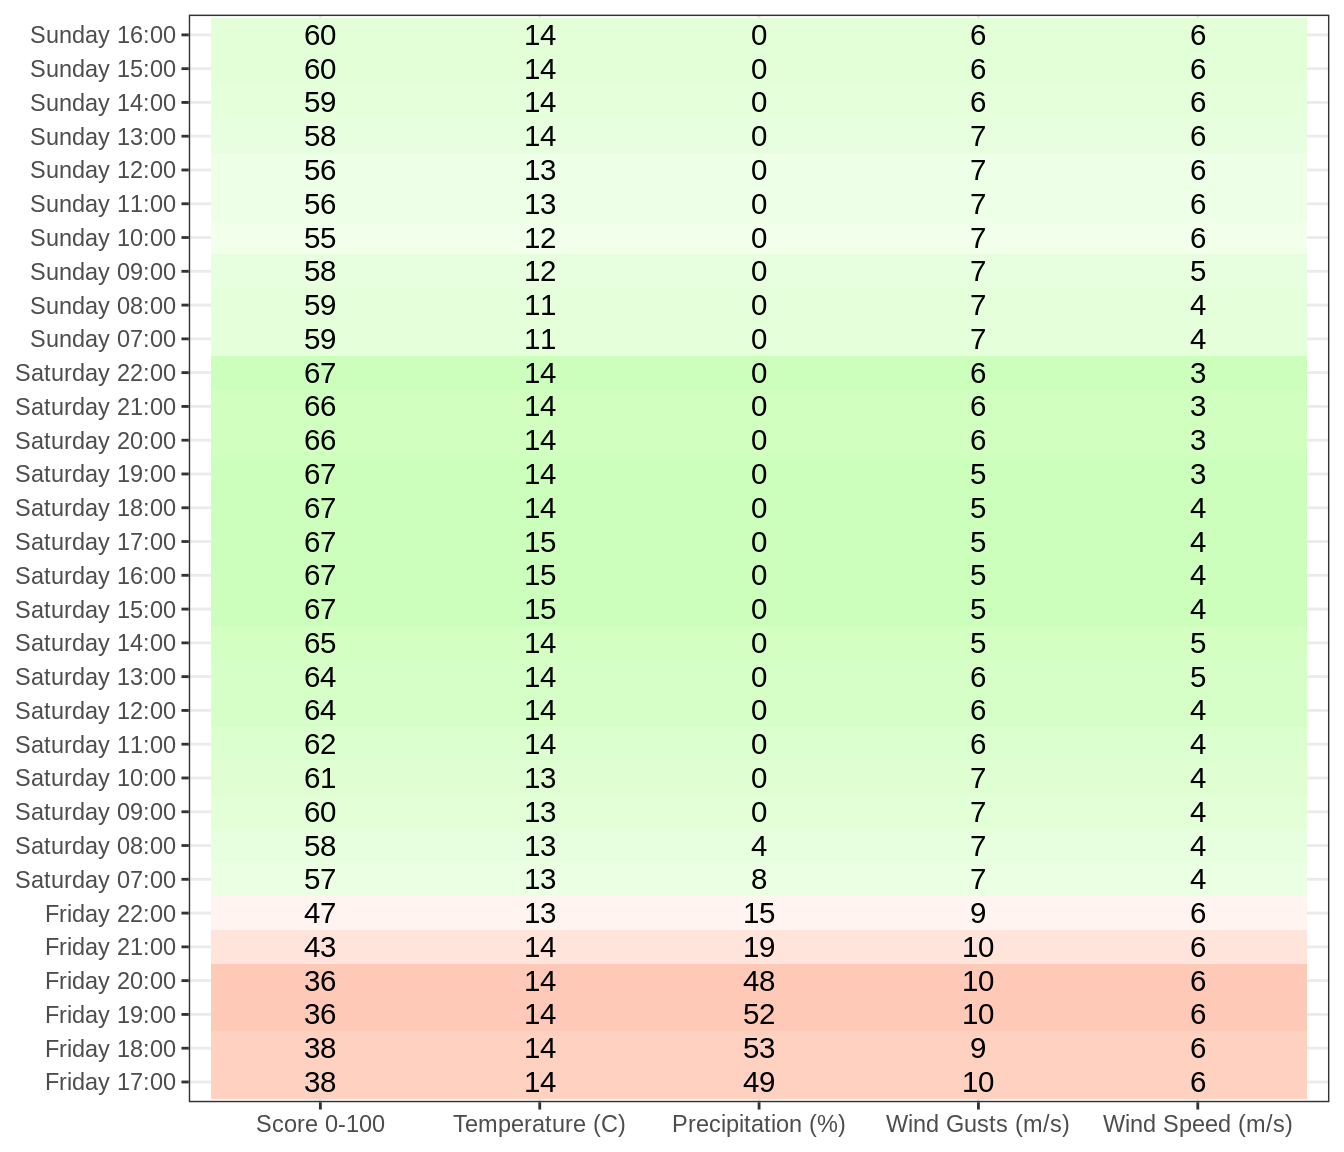 Sunday 16:00 60 14 0 6 6
Sunday 15:00 60 14 0 6 6
Sunday 14:00 59 14 0 6 6
Sunday 13:00 58 14 0 7 6
Sunday 12:00 56 13 0 7 6
Sunday 11:00 56 13 0 7 6
Sunday 10:00 55 12 0 7 6
Sunday 09:00 58 12 0 7 5
Sunday 08:00 59 11 0 7 4
Sunday 07:00 59 11 0 7 4
Saturday 22:00 67 14 0 6 3
Saturday 21:00 66 14 0 6 3
Saturday 20:00 66 14 0 6 3
Saturday 19:00 67 14 0 5 3
Saturday 18:00 67 14 0 5 4
Saturday 17:00 67 15 0 5 4
Saturday 16:00 67 15 0 5 4
Saturday 15:00 67 15 0 5 4
Saturday 14:00 65 14 0 5 5
Saturday 13:00 64 14 0 6 5
Saturday 12:00 64 14 0 6 4
Saturday 11:00 62 14 0 6 4
Saturday 10:00 61 13 0 7 4
Saturday 09:00 60 13 0 7 4
Saturday 08:00 58 13 4 7 4
Saturday 07:00 57 13 8 7 4
Friday 22:00 47 13 15 9 6
Friday 21:00 43 14 19 10 6
Friday 20:00 36 14 48 10 6
Friday 19:00 36 14 52 10 6
Friday 18:00 38 14 53 9 6
Friday 17:00 38 14 49 10 6
Score 0-100 Temperature (C) Precipitation (%) Wind Gusts (m/s) Wind Speed (m/s)